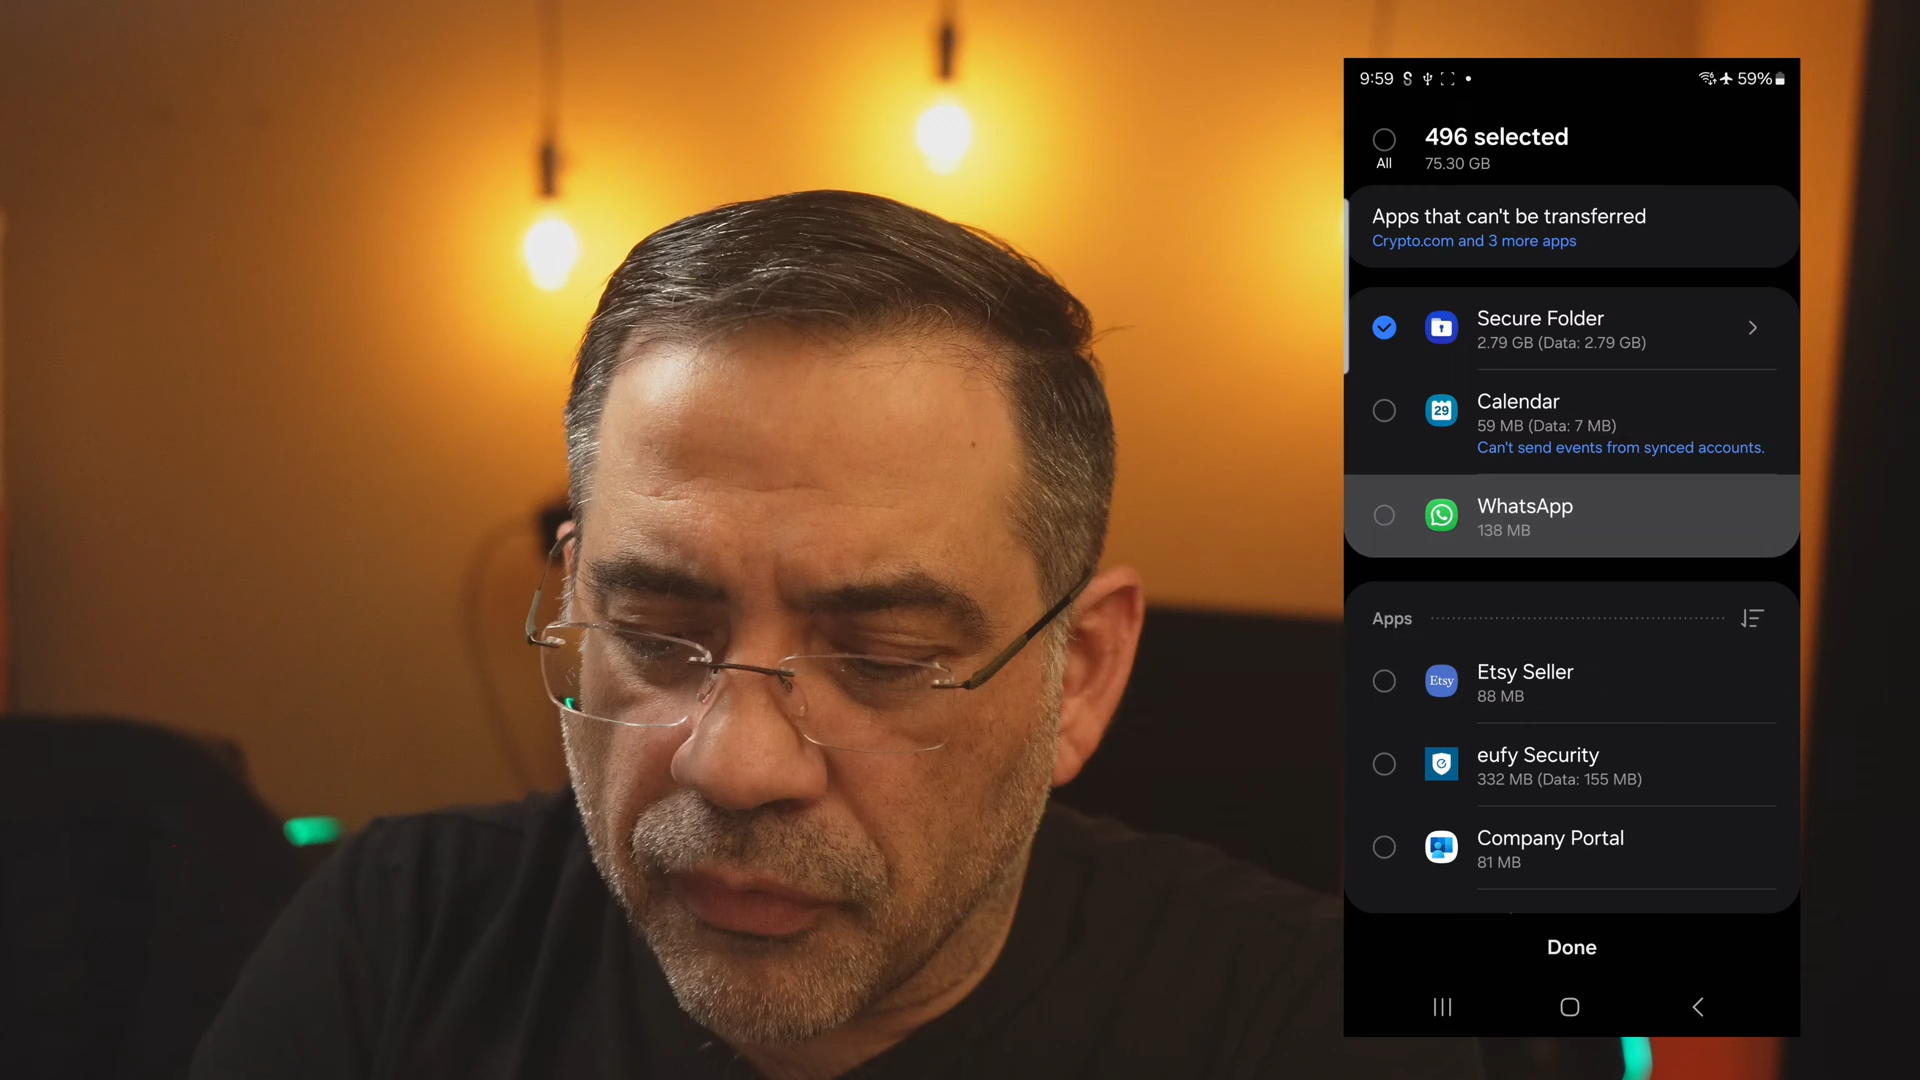 9:59
59%
All
496 selected
75.30 GB
Apps that can't be transferred
Crypto.com and 3 more apps
Secure Folder
2.79 GB (Data: 2.79 GB)
29
Calendar
59 MB (Data: 7 MB)
Can't send events from synced accounts.
WhatsApp
138 MB
Apps
Etsy
Etsy Seller
88 MB
eufy Security
332 MB (Data: 155 MB)
Company Portal
81 MB
Done